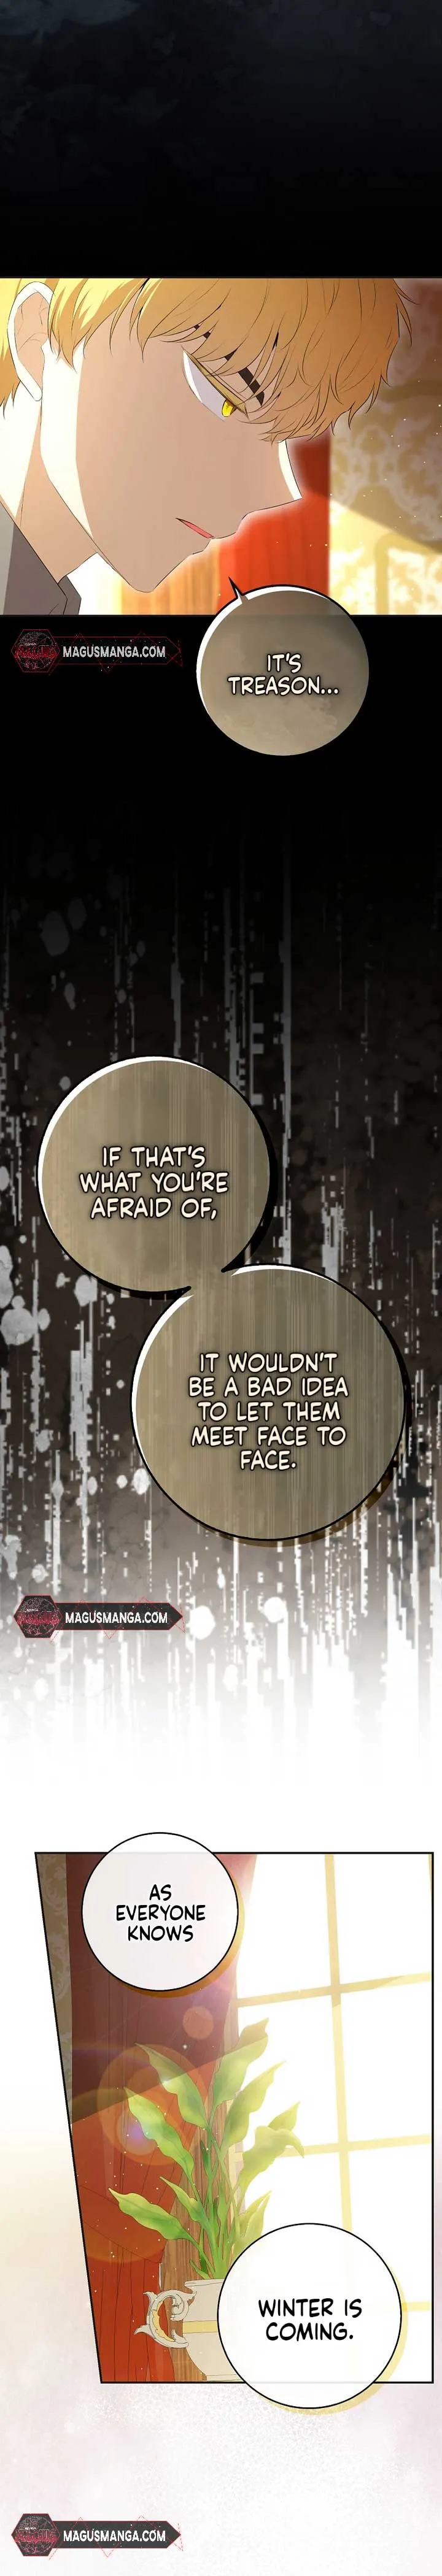 MAGUSMANGA.COM
IT'S
TREASON...
IF THAT'S
WHAT YOU'RE
AFRAID OF,
IT WOULDN'T
BE A BAD IDEA
TO LET THEM
MEET FACE TO
FACE.
MAGUSMANGA.COM
AS
EVERYONE
KNOWS
WINTER IS
COMING.
MAGUSMANGA.COM